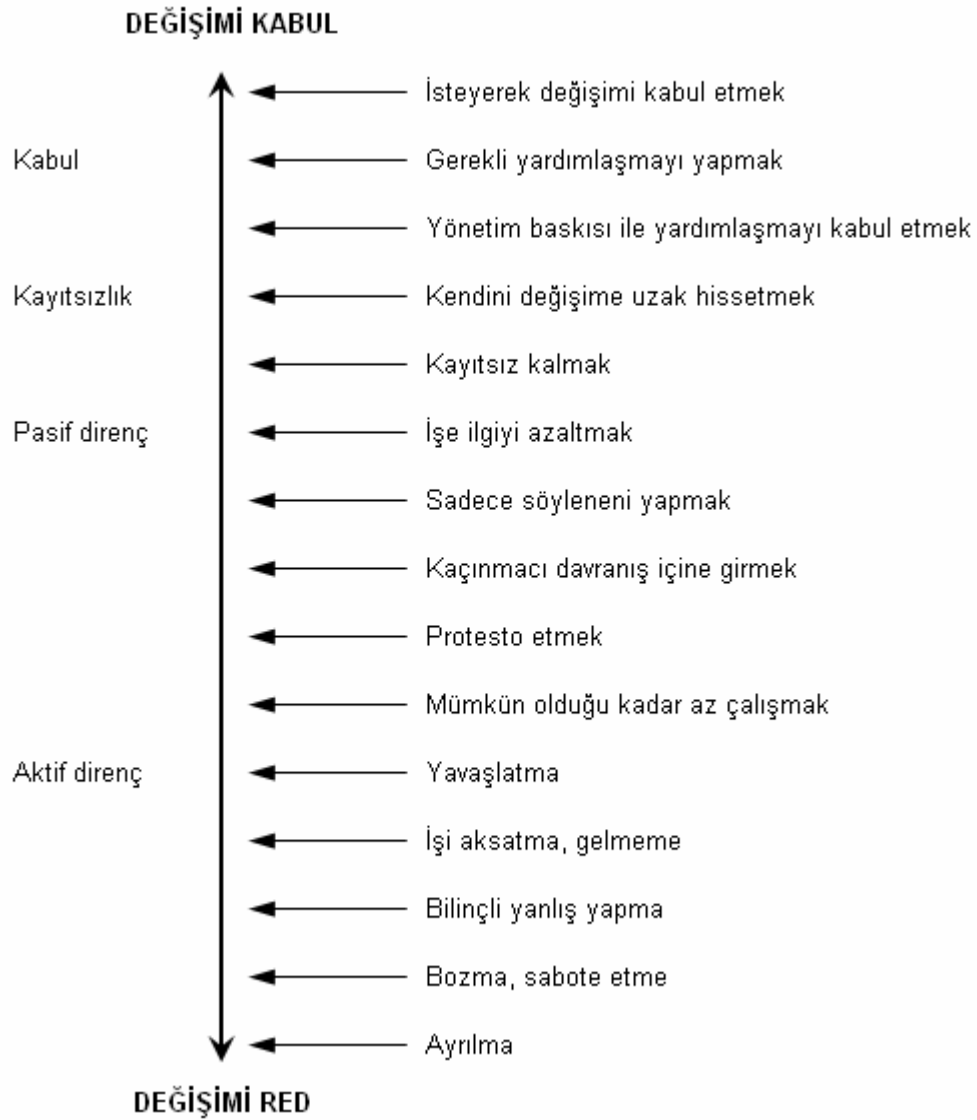 DEĞİŞİMİ KABUL
İsteyerek değişimi kabul etmek
Kabul Gerekli yardımlaşmayı yapmak
Yönetim baskısı ile yardımlaşmayı kabul etmek
Kayıtsızlık Kendini değişime uzak hissetmek
Kayıtsız kalmak
Pasif direnç İşe ilgiyi azaltmak
Sadece söyleneni yapmak
Kaçınmacı davranış içine girmek
Protesto etmek
Mümkün olduğu kadar az çalışmak
Aktif direnç Yavaşlatma
İşi aksatma, gelmeme
Bilinçli yanlış yapma
Bozma, sabote etme
Ayrılma
DEĞİŞİMİ RED